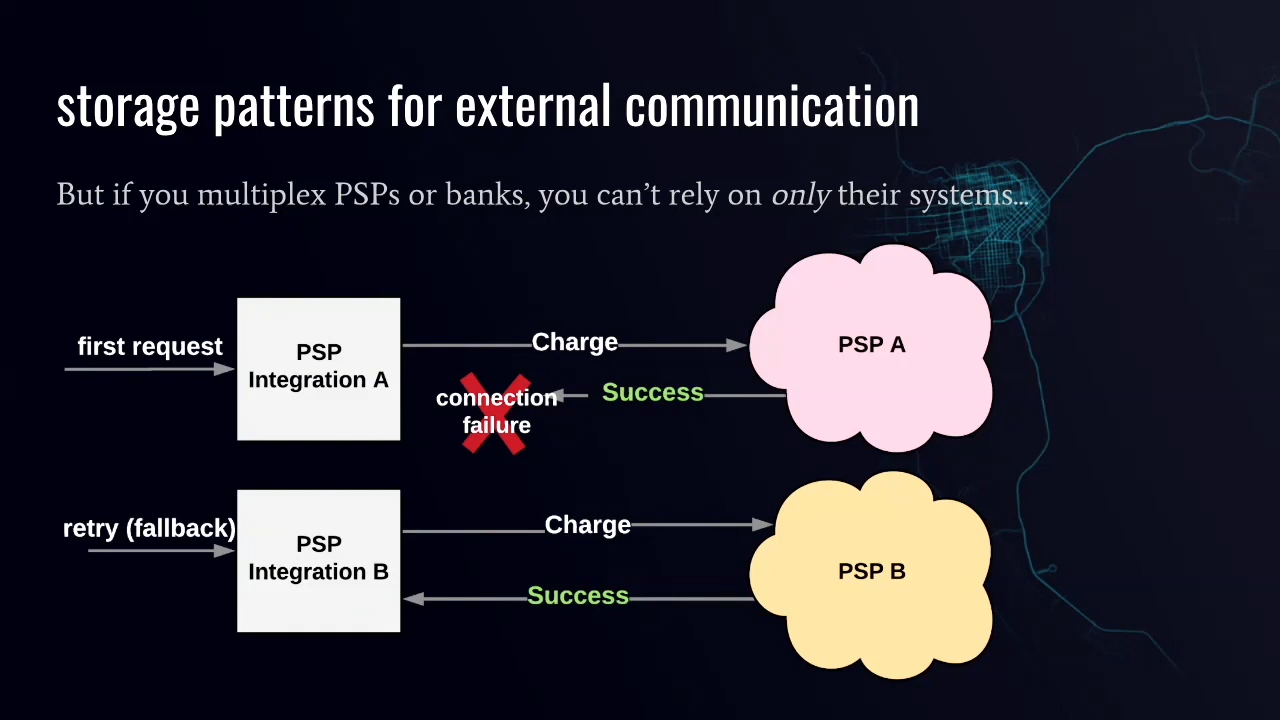 storage patterns for external communication
But if you multiplex PSPs or banks, you can’t rely on only their systems...
first request
PSP
Integration A
Charge
PSP A
connection
failure
Success
retry (fallback)
PSP
Integration B
Charge
PSP B
Success